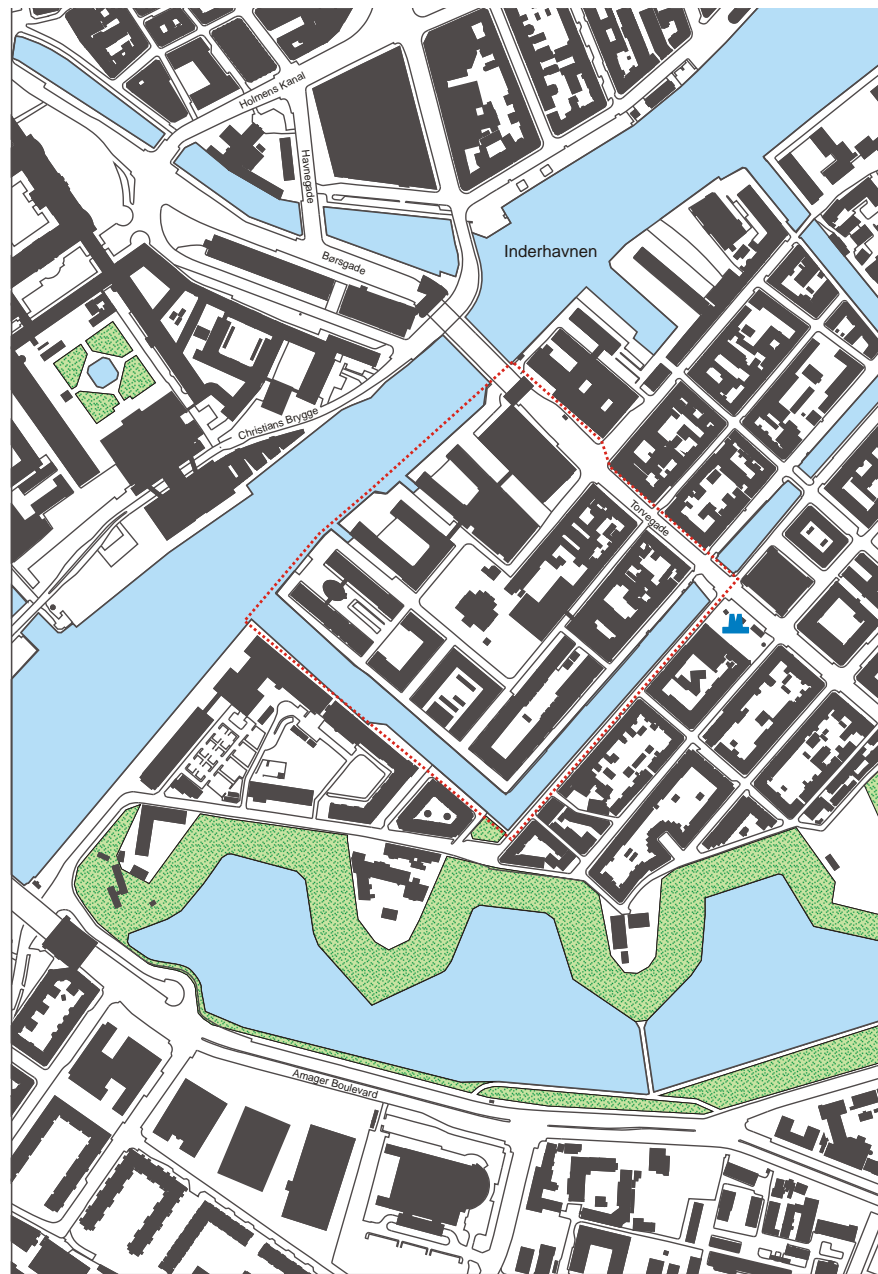 Holmens Kanal
Havnegade
Børsgade
Inderhavnen
Christians Brygge
Torvegade
Amager Boulevard